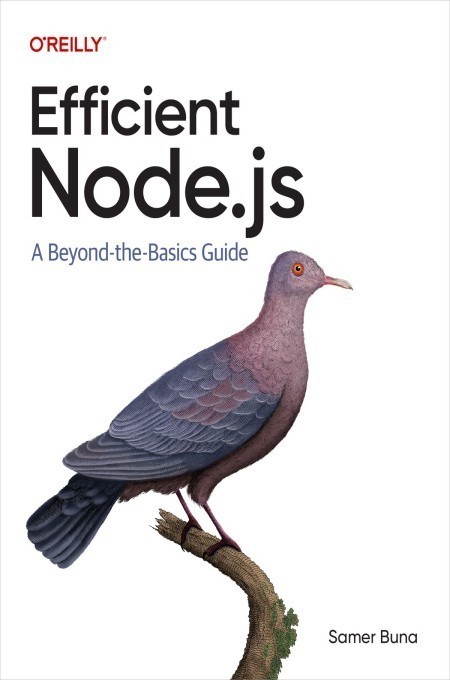 O'REILLY®
Efficient
Node.js
A Beyond-the-Basics Guide
Samer Buna